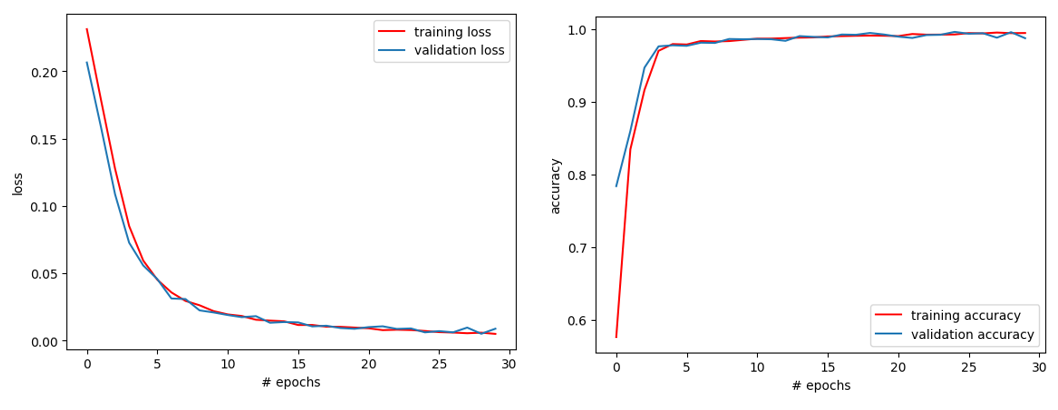 training loss
validation loss
0.20
0.15
0.10
0.05
0.00
loss
0 5 10 15 20 25 30
# epochs
1.0
0.9
0.8
0.7
0.6
accuracy
training accuracy
validation accuracy
0 5 10 15 20 25 30
# epochs